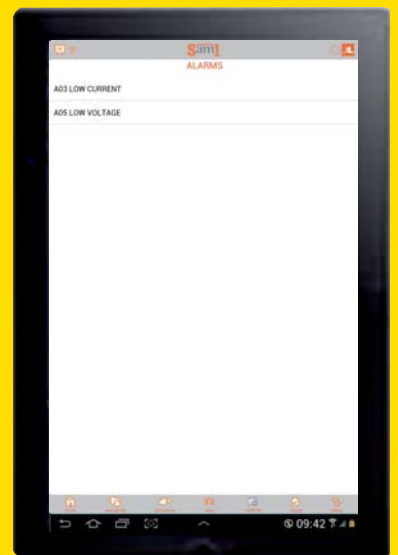 Sam1
ALARMS
A03 LOW CURRENT
A05 LOW VOLTAGE
09:42